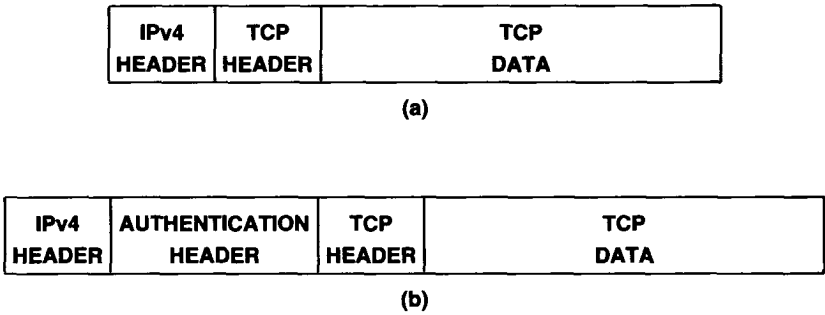 IPv4 TCP TCP
HEADER HEADER DATA
(a)
IPv4 AUTHENTICATION TCP TCP
HEADER HEADER HEADER DATA
(b)